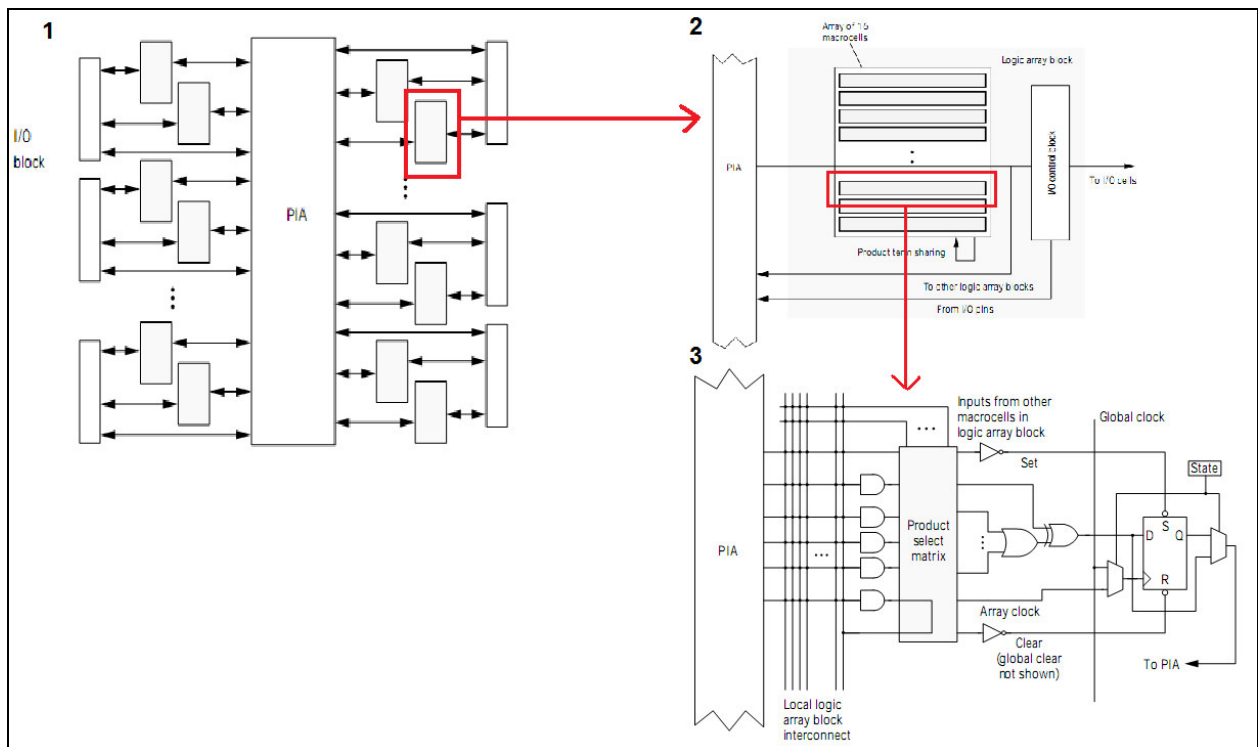 1
I/O
block
PIA
2
Array of 15
macrocells
Logic array block
PIA
I/O control block
To I/O cells
Product term sharing
To other logic array blocks
From I/O pins
3
Inputs from other
macrocells in
logic array block
Global clock
Set
State
PIA
Product
select
matrix
D
S
Q
R
Array clock
Clear
(global clear
not shown)
To PIA
Local logic
array block
interconnect